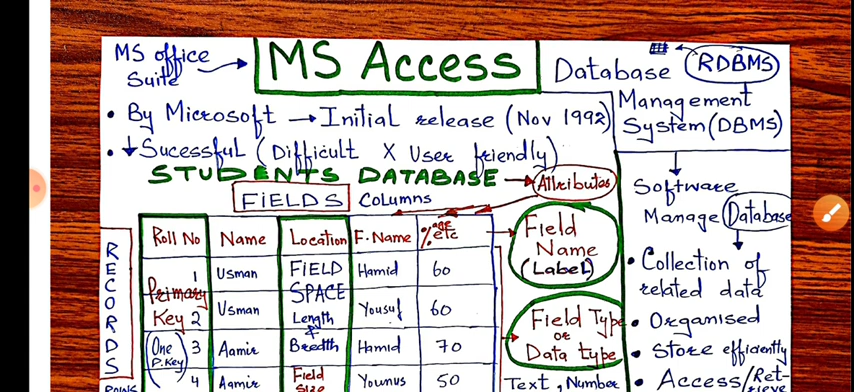 MS office
Suite
MS Access
Database
RDBMS
Management
System (DBMS)
• By Microsoft → Initial release (Nov 1992)
• ↓ Sucessful (Difficult X User friendly)
STUDENTS DATABASE → Attributes
FIELDS Columns
RECORDS
Roll No Name Location F.Name %age etc
1 Usman FIELD Hamid 60
Primary SPACE
Key 2 Usman Length Yousuf 60
&
(One P.Key) 3 Aamir Bredth Hamid 70
4 Aamir Field Size Younus 50
Field
Name
(Label)
Field Type
or
Data type
Text, Number
Software
Manage Database
• Collection of
related data
• Organised
• Store efficiently
• Access/Ret-